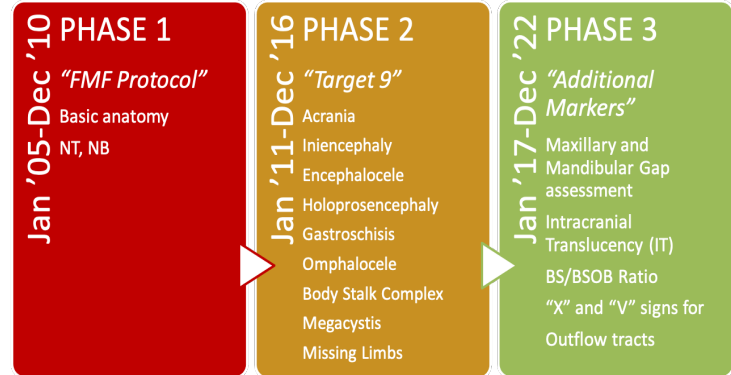 Jan '05-Dec '10
PHASE 1
“FMF Protocol”
Basic anatomy
NT, NB
Jan '11-Dec '16
PHASE 2
“Target 9”
Acrania
Iniencephaly
Encephalocele
Holoprosencephaly
Gastroschisis
Omphalocele
Body Stalk Complex
Megacystis
Missing Limbs
Jan '17-Dec '22
PHASE 3
“Additional
Markers”
Maxillary and
Mandibular Gap
assessment
Intracranial
Translucency (IT)
BS/BSOB Ratio
“X” and “V” signs for
Outflow tracts